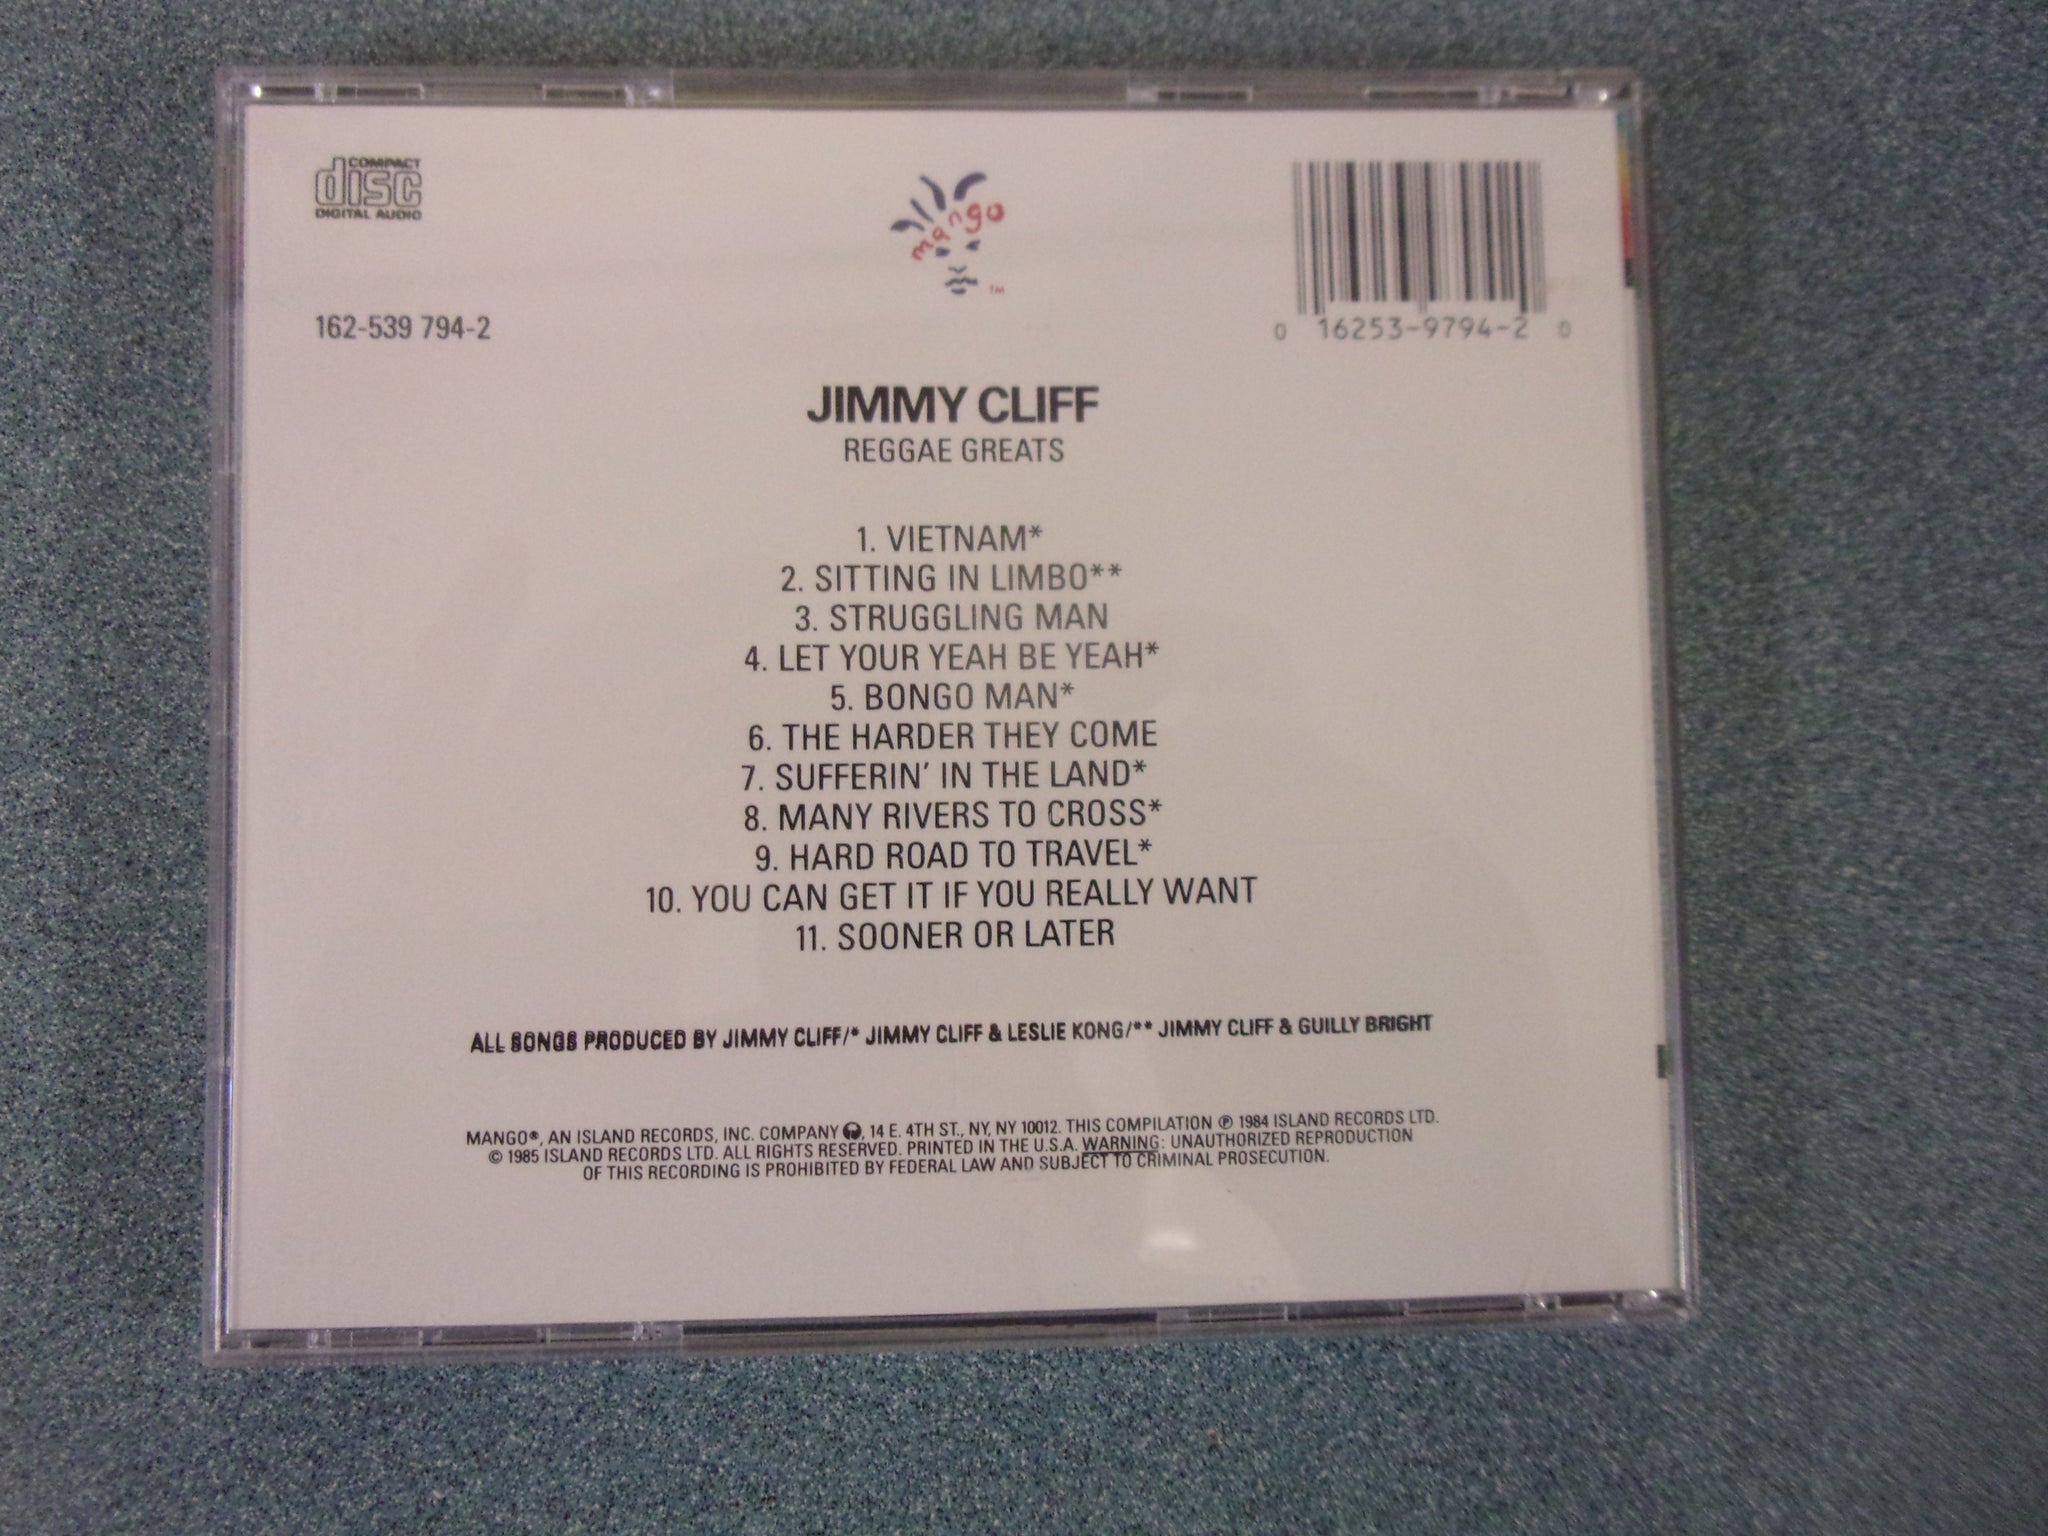 COMPACT
disc
DIGITAL AUDIO
mango
™
162-539 794-2
0 16253-9794-2 0
JIMMY CLIFF
REGGAE GREATS
1. VIETNAM*
2. SITTING IN LIMBO**
3. STRUGGLING MAN
4. LET YOUR YEAH BE YEAH*
5. BONGO MAN*
6. THE HARDER THEY COME
7. SUFFERIN' IN THE LAND*
8. MANY RIVERS TO CROSS*
9. HARD ROAD TO TRAVEL*
10. YOU CAN GET IT IF YOU REALLY WANT
11. SOONER OR LATER
ALL SONGS PRODUCED BY JIMMY CLIFF/* JIMMY CLIFF & LESLIE KONG/** JIMMY CLIFF & GUILLY BRIGHT
MANGO®, AN ISLAND RECORDS, INC. COMPANY, 14 E. 4TH ST., NY, NY 10012. THIS COMPILATION ℗ 1984 ISLAND RECORDS LTD.
© 1985 ISLAND RECORDS LTD. ALL RIGHTS RESERVED. PRINTED IN THE U.S.A. WARNING: UNAUTHORIZED REPRODUCTION
OF THIS RECORDING IS PROHIBITED BY FEDERAL LAW AND SUBJECT TO CRIMINAL PROSECUTION.